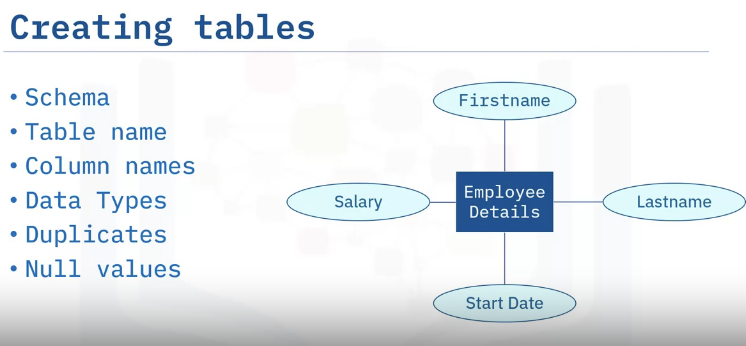 Creating tables
• Schema
• Table name
• Column names
• Data Types
• Duplicates
• Null values
Firstname
Salary
Employee
Details
Lastname
Start Date